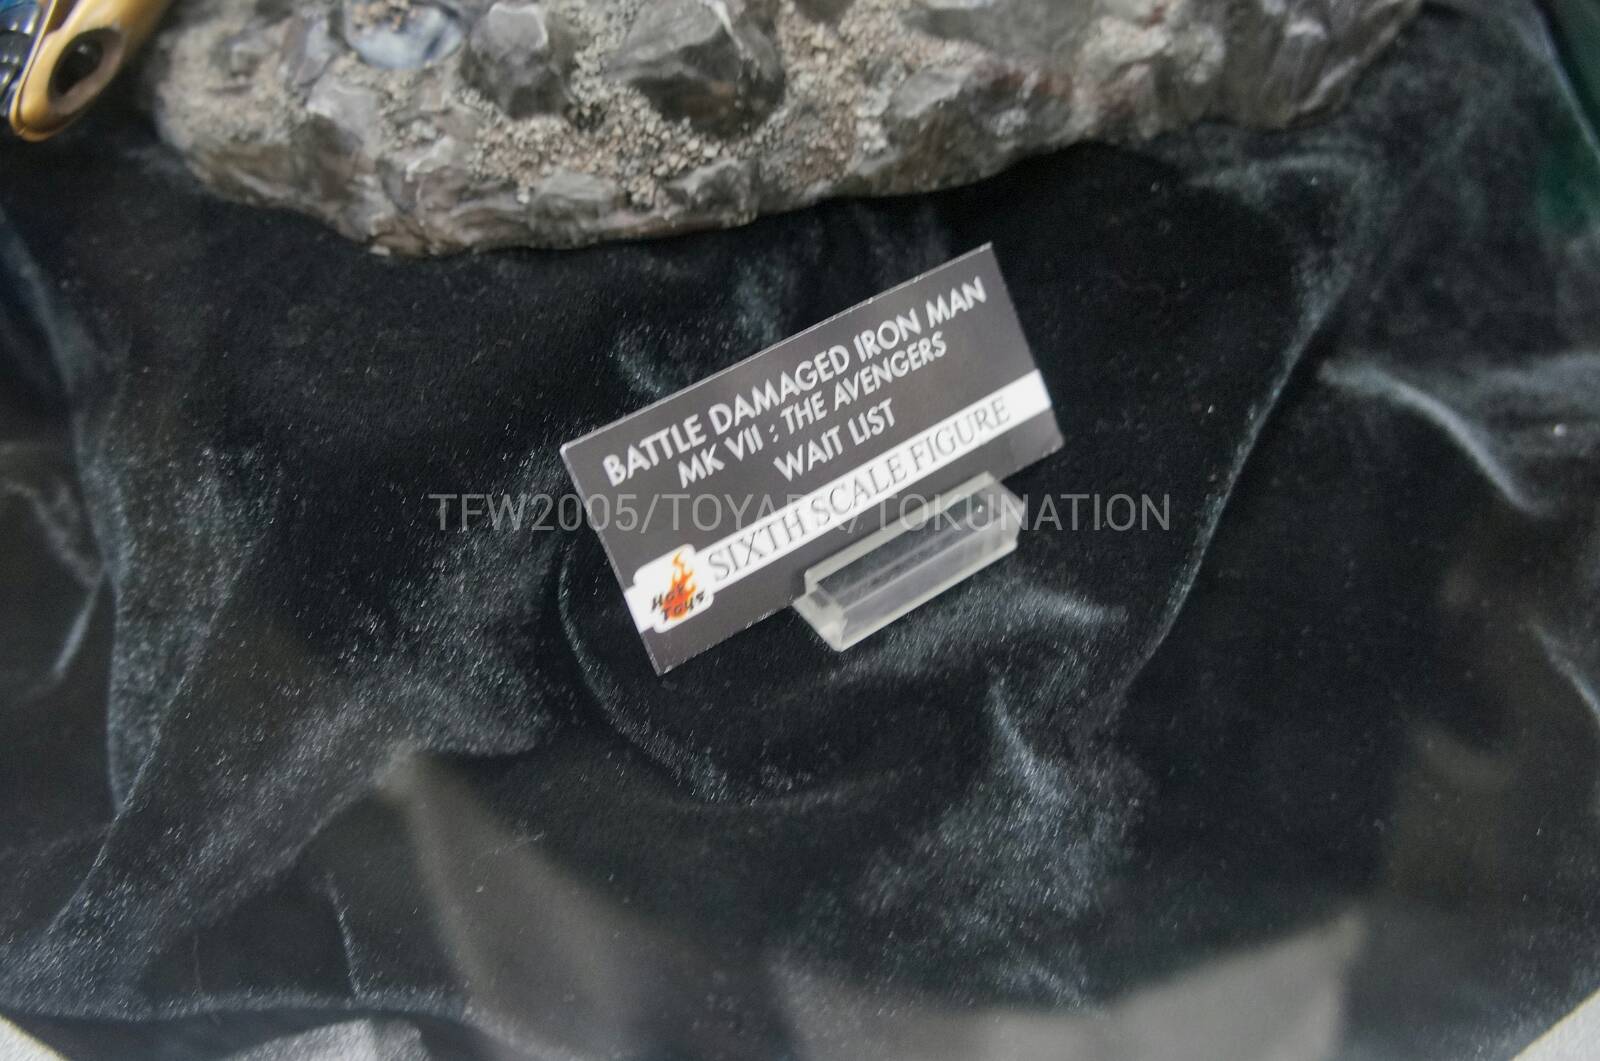 BATTLE DAMAGED IRON MAN
MK VII : THE AVENGERS
WAIT LIST
SIXTH SCALE FIGURE
Hot Toys
TFW2005/TOYARK/TOKUNATION